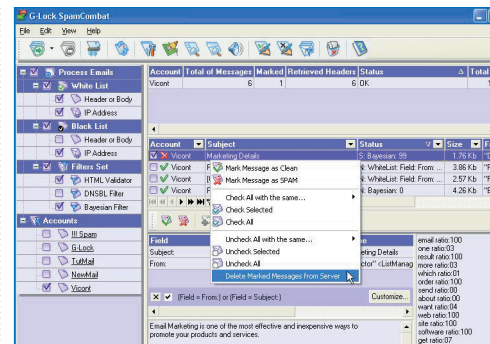 G-Lock SpamCombat
File Edit View Help
Process Emails
White List
Header or Body
IP Address
Black List
Header or Body
IP Address
Filters Set
HTML Validator
DNSBL Filter
Bayesian Filter
Accounts
!!! Spam
G-Lock
TutMail
NewMail
Vicont
Account Total of Messages Marked Retrieved Headers Status Total
Vicont 6 1 6 OK
Account Subject Status Size F
Vicont Marketing Details S: Bayesian: 99 1.76 Kb
Vicont F N: WhiteList: Field: From: ... 3.86 Kb
Vicont N: WhiteList: Field: From: ... 2.57 Kb
Vicont F N: Bayesian: 0 4.26 Kb
Mark Message as Clean
Mark Message as SPAM
Check All with the same...
Check Selected
Check All
Uncheck All with the same...
Uncheck Selected
Uncheck All
Delete Marked Messages from Server
Field
Subject: eting Details
From: ctor" <ListManag
(Field = From:) or (Field = Subject:) Customize...
Email Marketing is one of the most effective and inexpensive ways to
promote your products and services.
email ratio:100
one ratio:03
result ratio:100
more ratio:03
which ratio:01
order ratio:100
send ratio:00
about ratio:00
want ratio:04
web ratio:100
site ratio:100
software ratio:100
get ratio:07